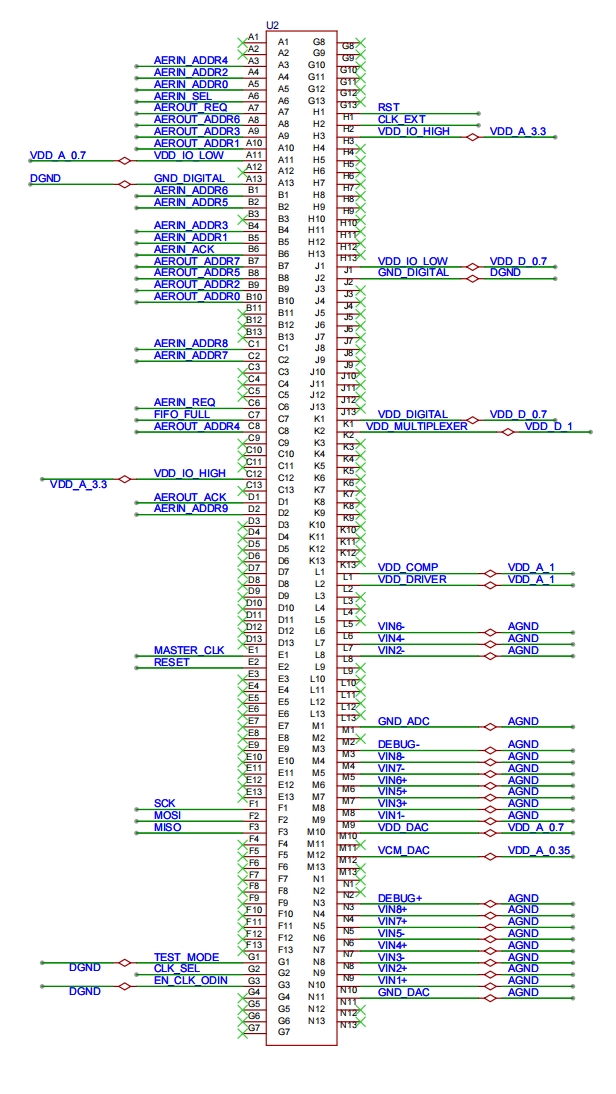 U2
A1 A1 G8 G8
A2 A2 G9 G9
AERIN_ADDR4 A3 A3 G10 G10
AERIN_ADDR2 A4 A4 G11 G11
AERIN_ADDR0 A5 A5 G12 G12
AERIN_SEL A6 A6 G13 G13
AEROUT_REQ A7 A7 H1 H1 RST
AEROUT_ADDR6 A8 A8 H2 H2 CLK_EXT
AEROUT_ADDR3 A9 A9 H3 H3 VDD_IO_HIGH VDD_A_3.3
AEROUT_ADDR1 A10 A10 H4 H4
VDD_A_0.7 VDD_IO_LOW A11 A11 H5 H5
A12 A12 H6 H6
DGND GND_DIGITAL A13 A13 H7 H7
AERIN_ADDR6 B1 B1 H8 H8
AERIN_ADDR5 B2 B2 H9 H9
B3 B3 H10 H10
AERIN_ADDR3 B4 B4 H11 H11
AERIN_ADDR1 B5 B5 H12 H12
AERIN_ACK B6 B6 H13 H13
AEROUT_ADDR7 B7 B7 J1 J1 VDD_IO_LOW VDD_D_0.7
AEROUT_ADDR5 B8 B8 J2 J2 GND_DIGITAL DGND
AEROUT_ADDR2 B9 B9 J3 J3
AEROUT_ADDR0 B10 B10 J4 J4
B11 B11 J5 J5
B12 B12 J6 J6
B13 B13 J7 J7
AERIN_ADDR8 C1 C1 J8 J8
AERIN_ADDR7 C2 C2 J9 J9
C3 C3 J10 J10
C4 C4 J11 J11
C5 C5 J12 J12
AERIN_REQ C6 C6 J13 J13
FIFO_FULL C7 C7 K1 K1 VDD_DIGITAL VDD_D_0.7
AEROUT_ADDR4 C8 C8 K2 K2 VDD_MULTIPLEXER VDD_D_1
C9 C9 K3 K3
C10 C10 K4 K4
C11 C11 K5 K5
VDD_A_3.3 VDD_IO_HIGH C12 C12 K6 K6
C13 C13 K7 K7
AEROUT_ACK D1 D1 K8 K8
AERIN_ADDR9 D2 D2 K9 K9
D3 D3 K10 K10
D4 D4 K11 K11
D5 D5 K12 K12
D6 D6 K13 K13
D7 D7 L1 L1 VDD_COMP VDD_A_1
D8 D8 L2 L2 VDD_DRIVER VDD_A_1
D9 D9 L3 L3
D10 D10 L4 L4
D11 D11 L5 L5
D12 D12 L6 L6 VIN6- AGND
D13 D13 L7 L7 VIN4- AGND
MASTER_CLK E1 E1 L8 L8 VIN2- AGND
RESET E2 E2 L9 L9
E3 E3 L10 L10
E4 E4 L11 L11
E5 E5 L12 L12
E6 E6 L13 L13
E7 E7 M1 M1 GND_ADC AGND
E8 E8 M2 M2
E9 E9 M3 M3 DEBUG- AGND
E10 E10 M4 M4 VIN8- AGND
E11 E11 M5 M5 VIN7- AGND
E12 E12 M6 M6 VIN6+ AGND
E13 E13 M7 M7 VIN5+ AGND
SCK F1 F1 M8 M8 VIN3+ AGND
MOSI F2 F2 M9 M9 VIN1- AGND
MISO F3 F3 M10 M10 VDD_DAC VDD_A_0.7
F4 F4 M11 M11
F5 F5 M12 M12 VCM_DAC VDD_A_0.35
F6 F6 M13 M13
F7 F7 N1 N1
F8 F8 N2 N2
F9 F9 N3 N3 DEBUG+ AGND
F10 F10 N4 N4 VIN8+ AGND
F11 F11 N5 N5 VIN7+ AGND
F12 F12 N6 N6 VIN5- AGND
F13 F13 N7 N7 VIN4+ AGND
DGND TEST_MODE G1 G1 N8 N8 VIN3- AGND
CLK_SEL G2 G2 N9 N9 VIN2+ AGND
DGND EN_CLK_ODIN G3 G3 N10 N10 VIN1+ AGND
G4 G4 N11 N11 GND_DAC AGND
G5 G5 N12 N12
G6 G6 N13 N13
G7 G7